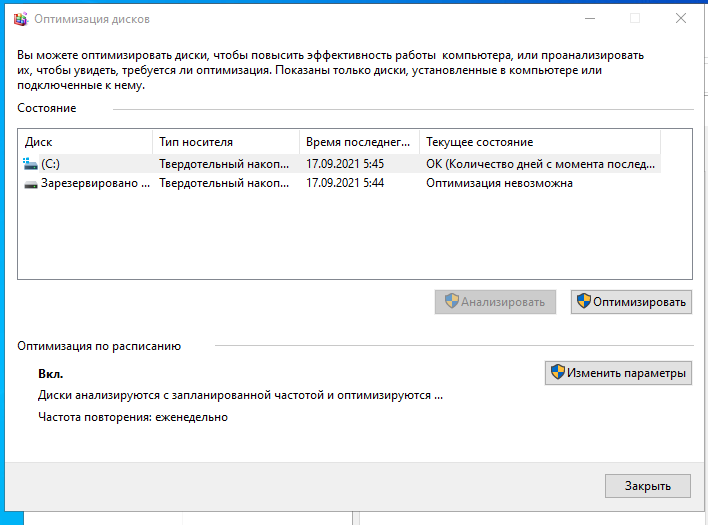 Оптимизация дисков
Вы можете оптимизировать диски, чтобы повысить эффективность работы компьютера, или проанализировать
их, чтобы увидеть, требуется ли оптимизация. Показаны только диски, установленные в компьютере или
подключенные к нему.
Состояние
Диск Тип носителя Время последнег... Текущее состояние
(C:) Твердотельный накоп... 17.09.2021 5:45 ОК (Количество дней с момента послед...
Зарезервировано ... Твердотельный накоп... 17.09.2021 5:44 Оптимизация невозможна
Анализировать Оптимизировать
Оптимизация по расписанию
Вкл. Изменить параметры
Диски анализируются с запланированной частотой и оптимизируются ...
Частота повторения: еженедельно
Закрыть